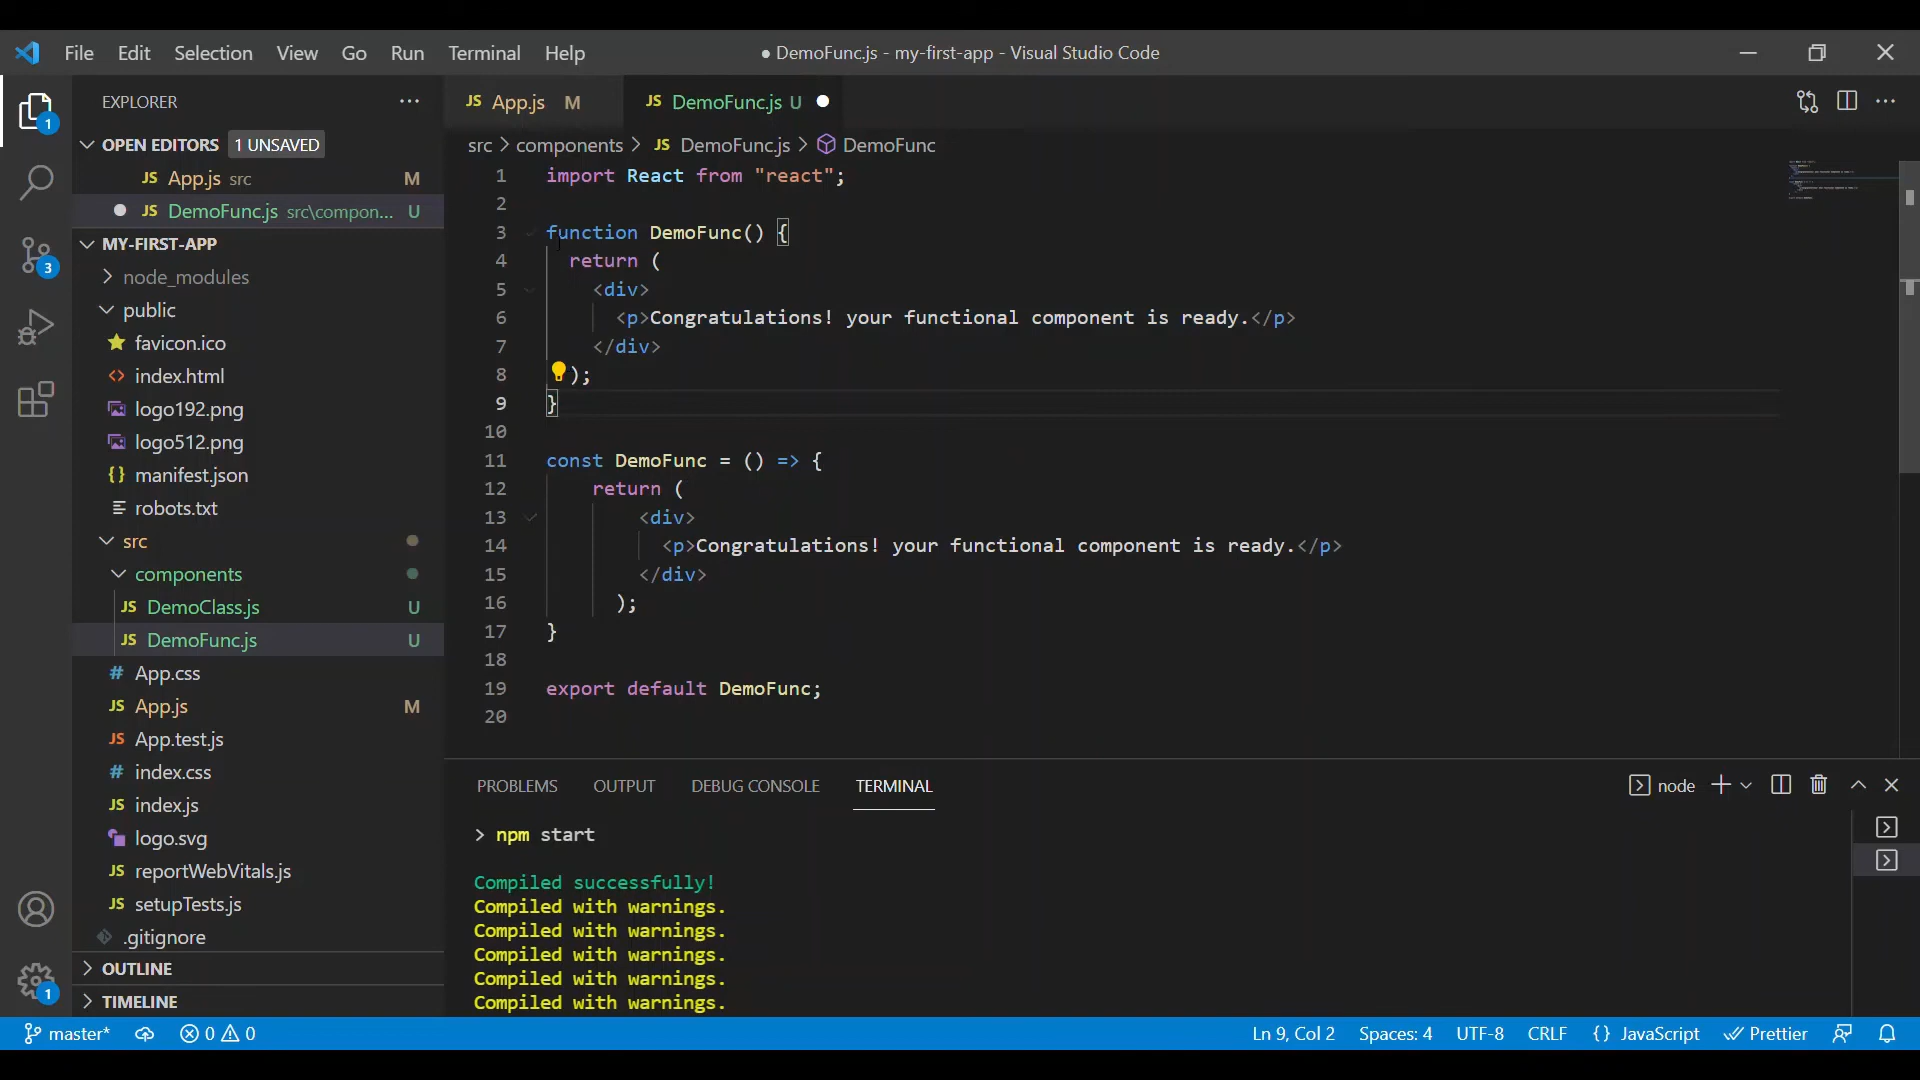 File Edit Selection View Go Run Terminal Help ● DemoFunc.js - my-first-app - Visual Studio Code
EXPLORER ...
OPEN EDITORS 1 UNSAVED
JS App.js src M
● JS DemoFunc.js src\compon... U
MY-FIRST-APP
node_modules
public
favicon.ico
<> index.html
logo192.png
logo512.png
{} manifest.json
robots.txt
src
components
JS DemoClass.js U
JS DemoFunc.js U
# App.css
JS App.js M
JS App.test.js
# index.css
JS index.js
logo.svg
JS reportWebVitals.js
JS setupTests.js
.gitignore
OUTLINE
TIMELINE
1
3
1
JS App.js M JS DemoFunc.js U ●
src > components > JS DemoFunc.js > DemoFunc
1 import React from "react";
2
3 function DemoFunc() {
4 return (
5 <div>
6 <p>Congratulations! your functional component is ready.</p>
7 </div>
8 );
9 }
10
11 const DemoFunc = () => {
12 return (
13 <div>
14 <p>Congratulations! your functional component is ready.</p>
15 </div>
16 );
17 }
18
19 export default DemoFunc;
20
PROBLEMS OUTPUT DEBUG CONSOLE TERMINAL node
> npm start
Compiled successfully!
Compiled with warnings.
Compiled with warnings.
Compiled with warnings.
Compiled with warnings.
Compiled with warnings.
master* 0 0 Ln 9, Col 2 Spaces: 4 UTF-8 CRLF {} JavaScript Prettier